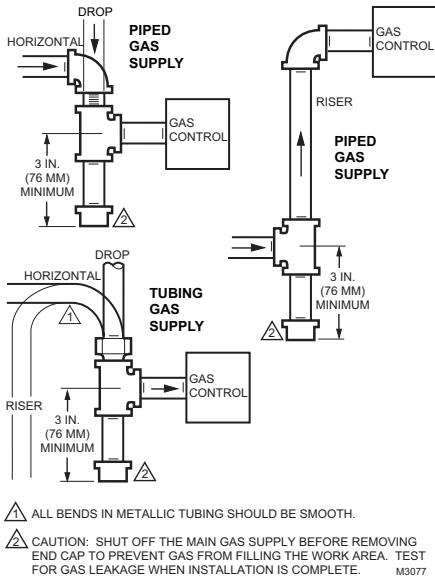 DROP
HORIZONTAL
PIPED
GAS
SUPPLY
GAS
CONTROL
3 IN.
(76 MM)
MINIMUM
2
GAS
CONTROL
RISER
PIPED
GAS
SUPPLY
3 IN.
(76 MM)
MINIMUM
2
DROP
HORIZONTAL
TUBING
GAS
SUPPLY
1
GAS
CONTROL
RISER
3 IN.
(76 MM)
MINIMUM
2
1 ALL BENDS IN METALLIC TUBING SHOULD BE SMOOTH.
2 CAUTION: SHUT OFF THE MAIN GAS SUPPLY BEFORE REMOVING
END CAP TO PREVENT GAS FROM FILLING THE WORK AREA. TEST
FOR GAS LEAKAGE WHEN INSTALLATION IS COMPLETE. M3077